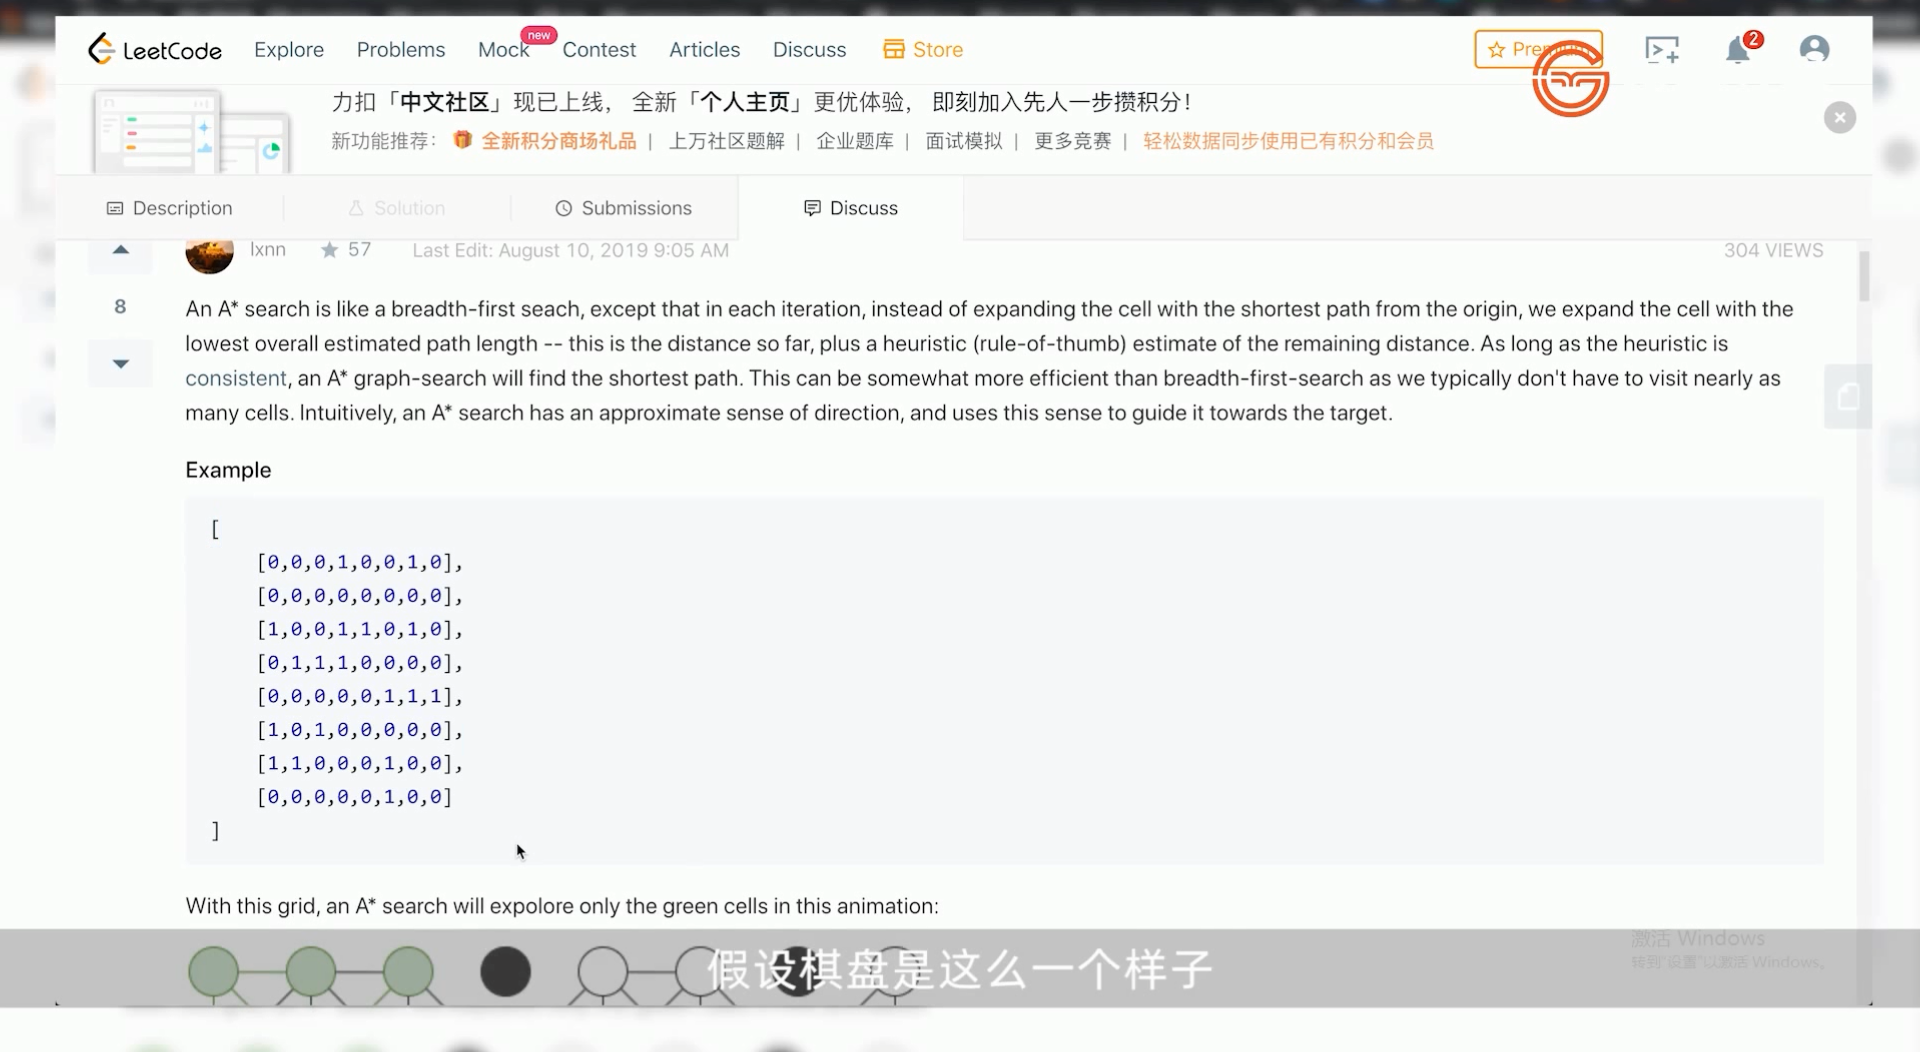 LeetCode Explore Problems Mock new Contest Articles Discuss Store 2
力扣「中文社区」现已上线， 全新「个人主页」更优体验， 即刻加入先人一步攒积分！
新功能推荐： 全新积分商场礼品 | 上万社区题解 | 企业题库 | 面试模拟 | 更多竞赛 | 轻松数据同步使用已有积分和会员
Description Solution Submissions Discuss
lxnn 57 Last Edit: August 10, 2019 9:05 AM 304 VIEWS
8
An A* search is like a breadth-first seach, except that in each iteration, instead of expanding the cell with the shortest path from the origin, we expand the cell with the
lowest overall estimated path length -- this is the distance so far, plus a heuristic (rule-of-thumb) estimate of the remaining distance. As long as the heuristic is
consistent, an A* graph-search will find the shortest path. This can be somewhat more efficient than breadth-first-search as we typically don't have to visit nearly as
many cells. Intuitively, an A* search has an approximate sense of direction, and uses this sense to guide it towards the target.
Example
[
[0,0,0,1,0,0,1,0],
[0,0,0,0,0,0,0,0],
[1,0,0,1,1,0,1,0],
[0,1,1,1,0,0,0,0],
[0,0,0,0,0,1,1,1],
[1,0,1,0,0,0,0,0],
[1,1,0,0,0,1,0,0],
[0,0,0,0,0,1,0,0]
]
With this grid, an A* search will expolore only the green cells in this animation:
激活 Windows
转到"设置"以激活 Windows。
假设棋盘是这么一个样子